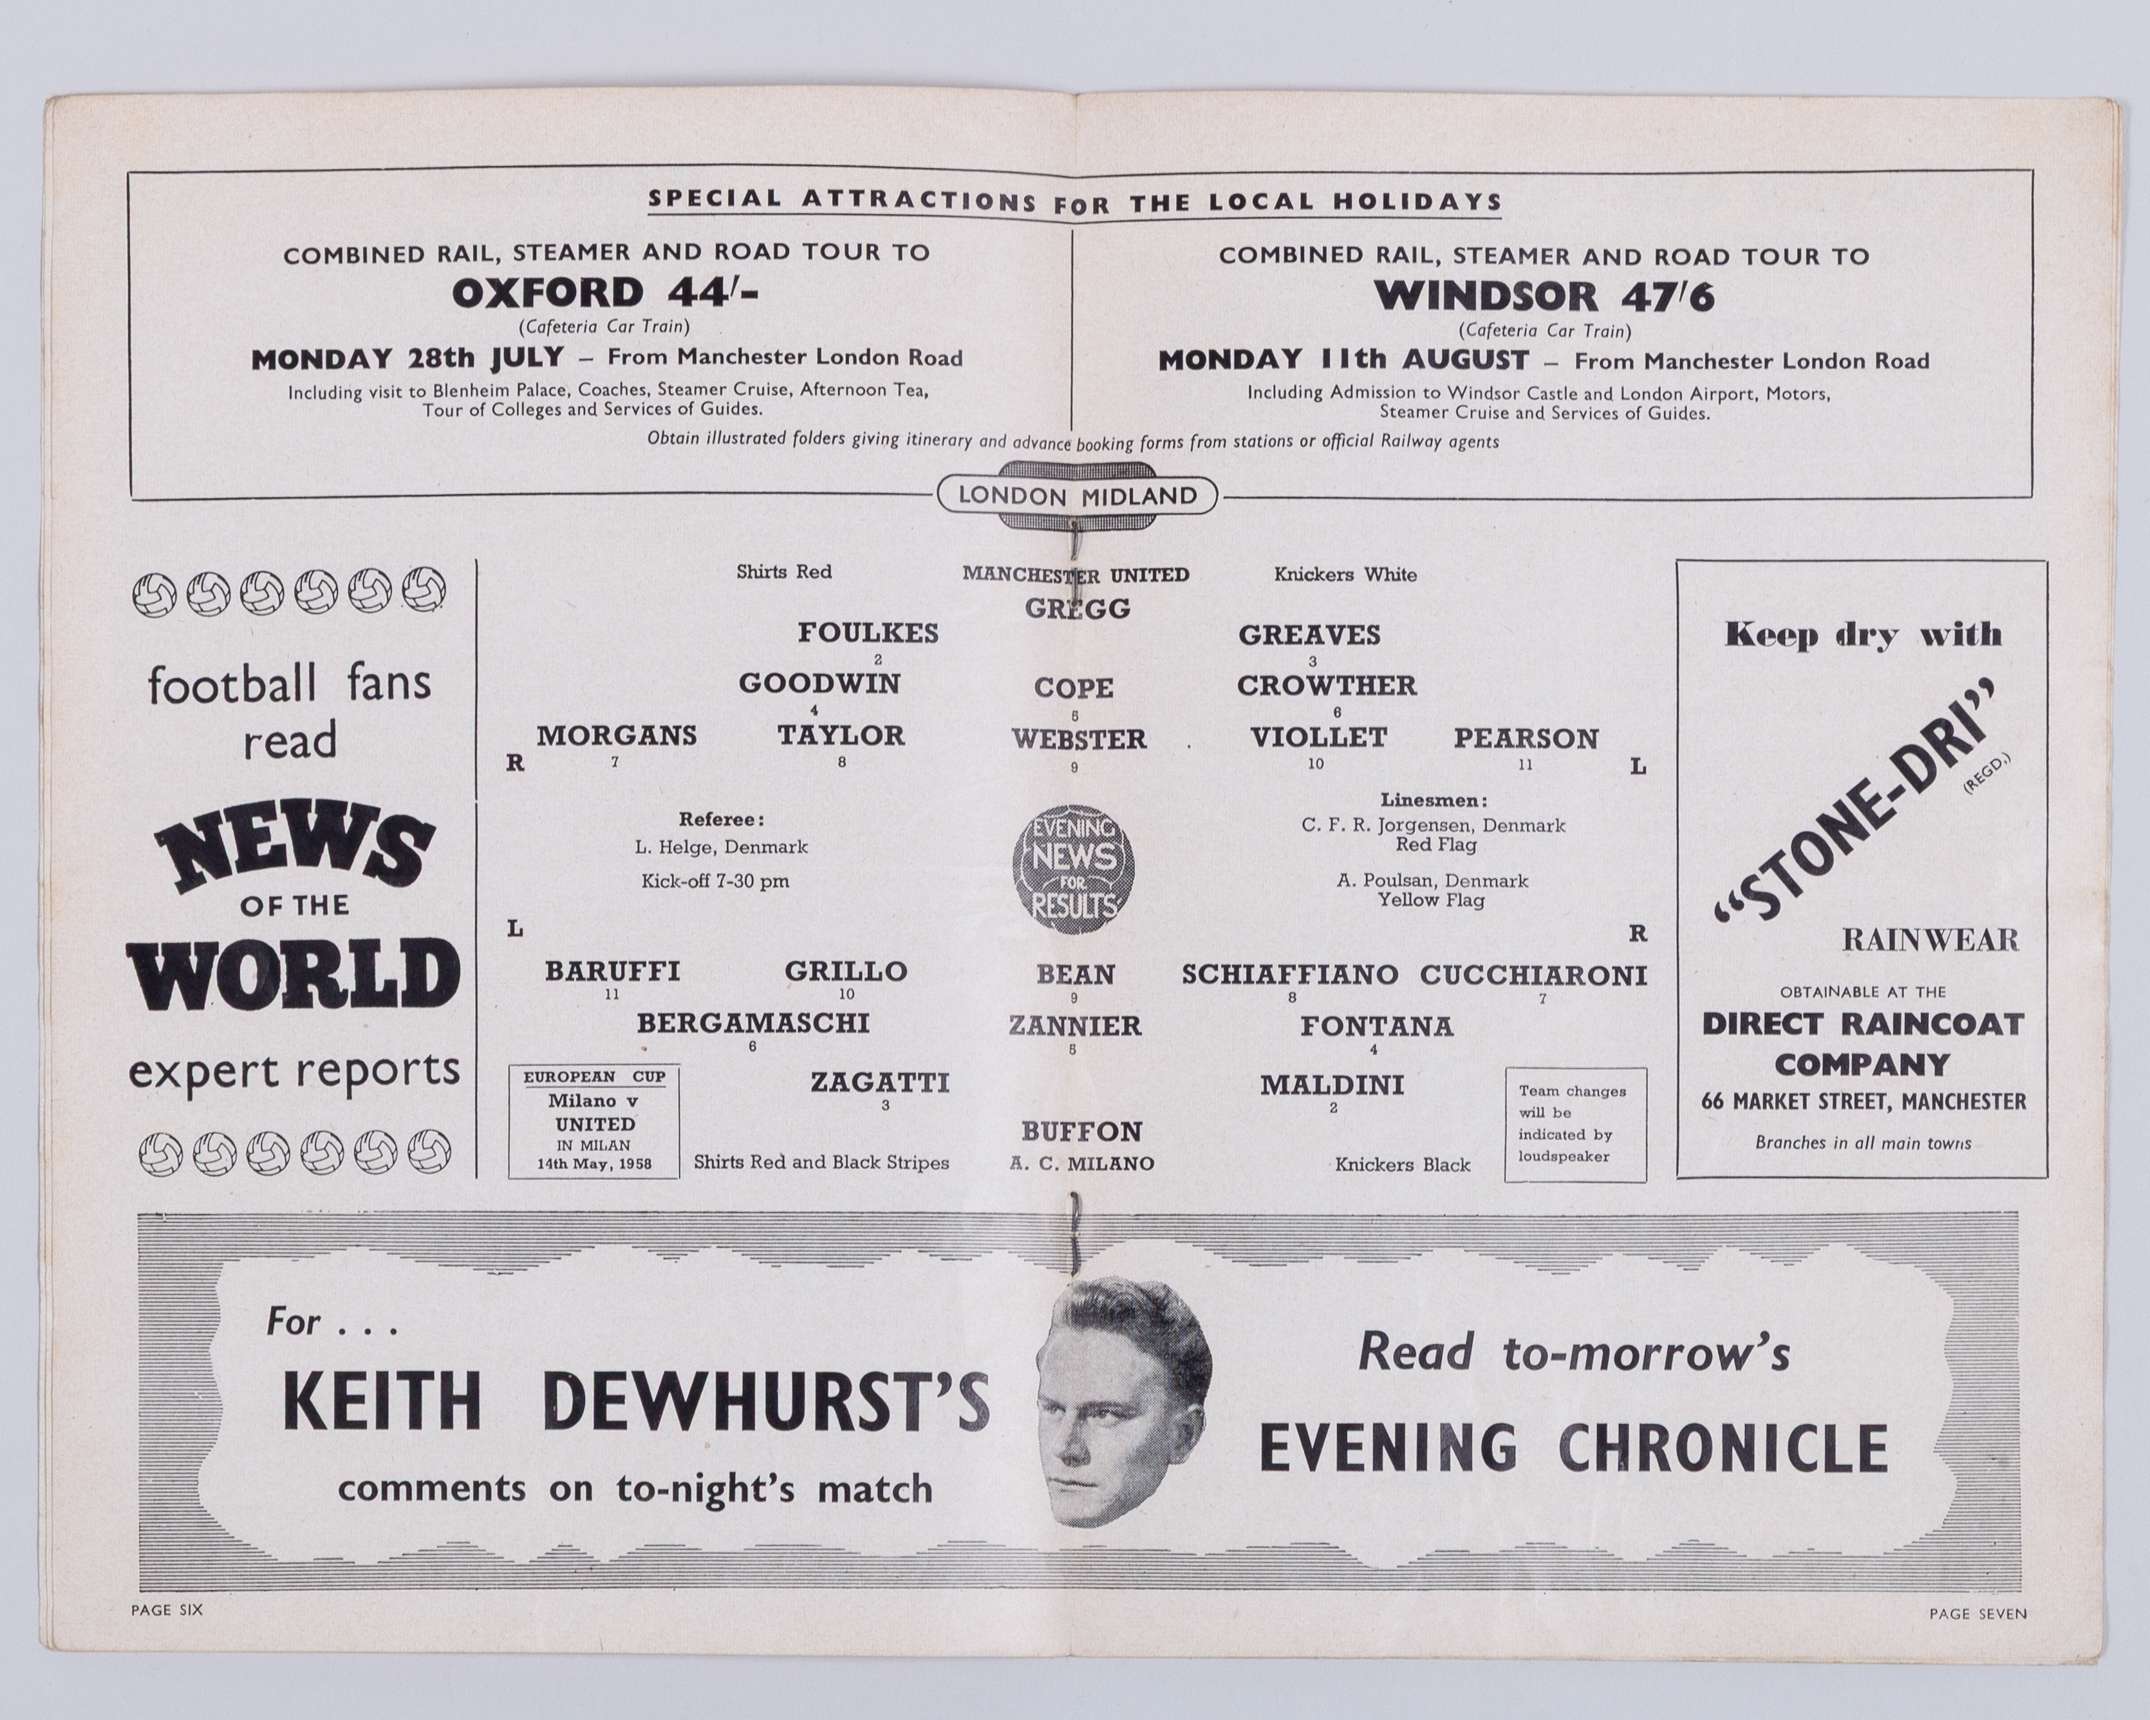 SPECIAL ATTRACTIONS FOR THE LOCAL HOLIDAYS
COMBINED RAIL, STEAMER AND ROAD TOUR TO
OXFORD 44/-
(Cafeteria Car Train)
MONDAY 28th JULY – From Manchester London Road
Including visit to Blenheim Palace, Coaches, Steamer Cruise, Afternoon Tea,
Tour of Colleges and Services of Guides.
COMBINED RAIL, STEAMER AND ROAD TOUR TO
WINDSOR 47/6
(Cafeteria Car Train)
MONDAY 11th AUGUST – From Manchester London Road
Including Admission to Windsor Castle and London Airport, Motors,
Steamer Cruise and Services of Guides.
Obtain illustrated folders giving itinerary and advance booking forms from stations or official Railway agents
LONDON MIDLAND
football fans
read
NEWS
OF THE
WORLD
expert reports
Shirts Red MANCHESTER UNITED Knickers White
GREGG
FOULKES GREAVES
2 3
GOODWIN COPE CROWTHER
4 5 6
MORGANS TAYLOR WEBSTER VIOLLET PEARSON
R 7 8 9 10 11 L
Referee:
L. Helge, Denmark
Kick-off 7-30 pm
EVENING
NEWS
FOR
RESULTS
Linesmen:
C. F. R. Jorgensen, Denmark
Red Flag
A. Poulsan, Denmark
Yellow Flag
L R
BARUFFI GRILLO BEAN SCHIAFFIANO CUCCHIARONI
11 10 9 8 7
BERGAMASCHI ZANNIER FONTANA
6 5 4
ZAGATTI MALDINI
3 2
BUFFON
Shirts Red and Black Stripes A. C. MILANO Knickers Black
EUROPEAN CUP
Milano v
UNITED
IN MILAN
14th May, 1958
Team changes
will be
indicated by
loudspeaker
Keep dry with
"STONE-DRI"
(REGD.)
RAINWEAR
OBTAINABLE AT THE
DIRECT RAINCOAT
COMPANY
66 MARKET STREET, MANCHESTER
Branches in all main towns
For . . .
KEITH DEWHURST'S
comments on to-night's match
Read to-morrow's
EVENING CHRONICLE
PAGE SIX
PAGE SEVEN